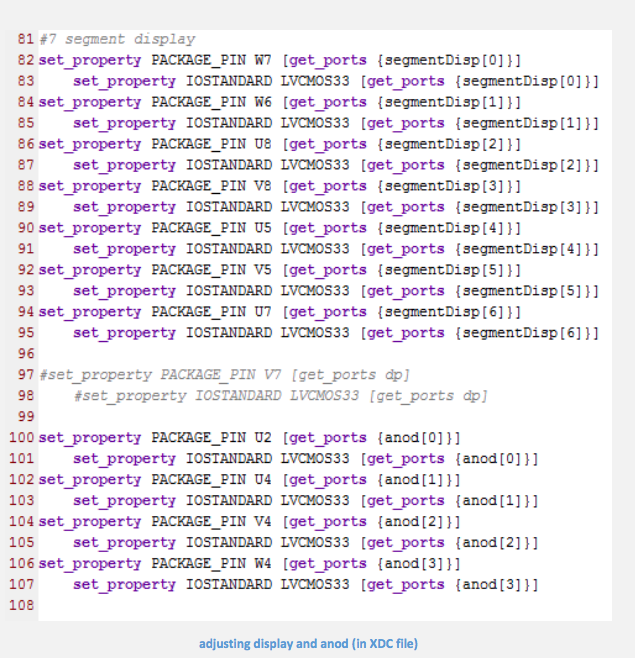 81 #7 segment display
82 set_property PACKAGE_PIN W7 [get_ports {segmentDisp[0]}]
83 set_property IOSTANDARD LVCMOS33 [get_ports {segmentDisp[0]}]
84 set_property PACKAGE_PIN W6 [get_ports {segmentDisp[1]}]
85 set_property IOSTANDARD LVCMOS33 [get_ports {segmentDisp[1]}]
86 set_property PACKAGE_PIN U8 [get_ports {segmentDisp[2]}]
87 set_property IOSTANDARD LVCMOS33 [get_ports {segmentDisp[2]}]
88 set_property PACKAGE_PIN V8 [get_ports {segmentDisp[3]}]
89 set_property IOSTANDARD LVCMOS33 [get_ports {segmentDisp[3]}]
90 set_property PACKAGE_PIN U5 [get_ports {segmentDisp[4]}]
91 set_property IOSTANDARD LVCMOS33 [get_ports {segmentDisp[4]}]
92 set_property PACKAGE_PIN V5 [get_ports {segmentDisp[5]}]
93 set_property IOSTANDARD LVCMOS33 [get_ports {segmentDisp[5]}]
94 set_property PACKAGE_PIN U7 [get_ports {segmentDisp[6]}]
95 set_property IOSTANDARD LVCMOS33 [get_ports {segmentDisp[6]}]
96
97 #set_property PACKAGE_PIN V7 [get_ports dp]
98 #set_property IOSTANDARD LVCMOS33 [get_ports dp]
99
100 set_property PACKAGE_PIN U2 [get_ports {anod[0]}]
101 set_property IOSTANDARD LVCMOS33 [get_ports {anod[0]}]
102 set_property PACKAGE_PIN U4 [get_ports {anod[1]}]
103 set_property IOSTANDARD LVCMOS33 [get_ports {anod[1]}]
104 set_property PACKAGE_PIN V4 [get_ports {anod[2]}]
105 set_property IOSTANDARD LVCMOS33 [get_ports {anod[2]}]
106 set_property PACKAGE_PIN W4 [get_ports {anod[3]}]
107 set_property IOSTANDARD LVCMOS33 [get_ports {anod[3]}]
108
adjusting display and anod (in XDC file)